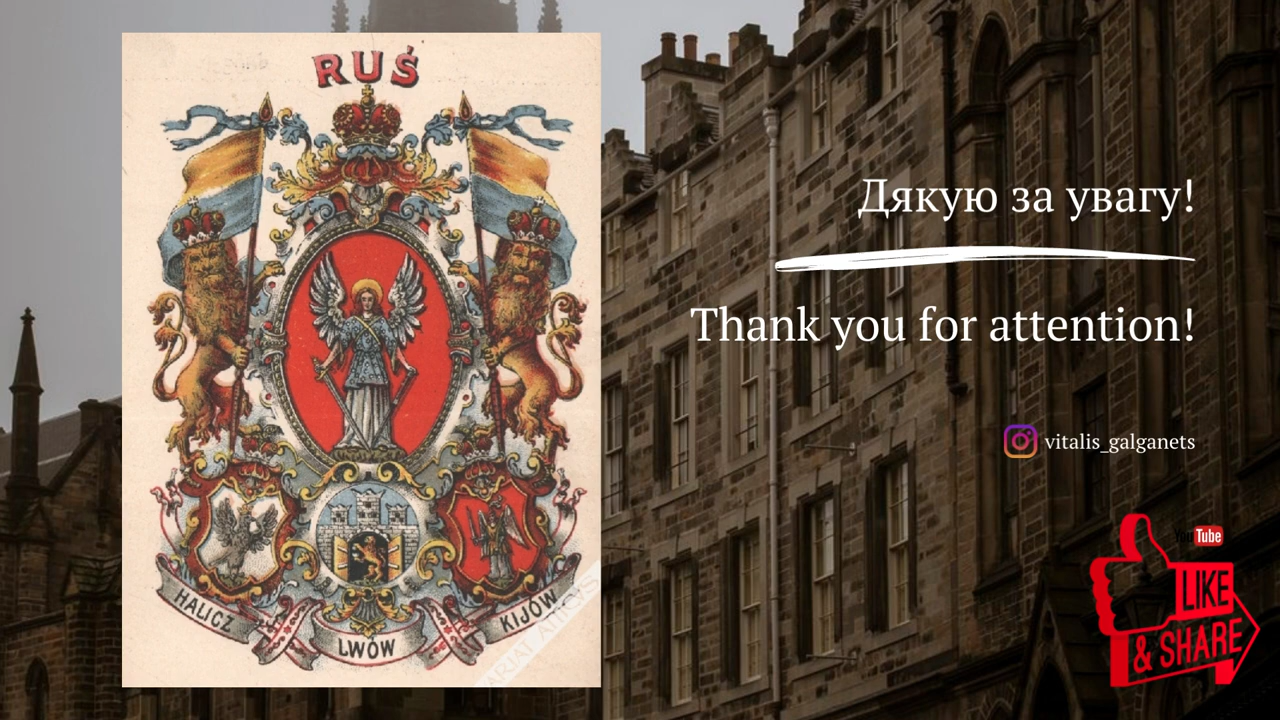 RUŚ
HALICZ
LWÓW
KIJÓW
Дякую за увагу!
Thank you for attention!
vitalis_galganets
YouTube
LIKE
& SHARE